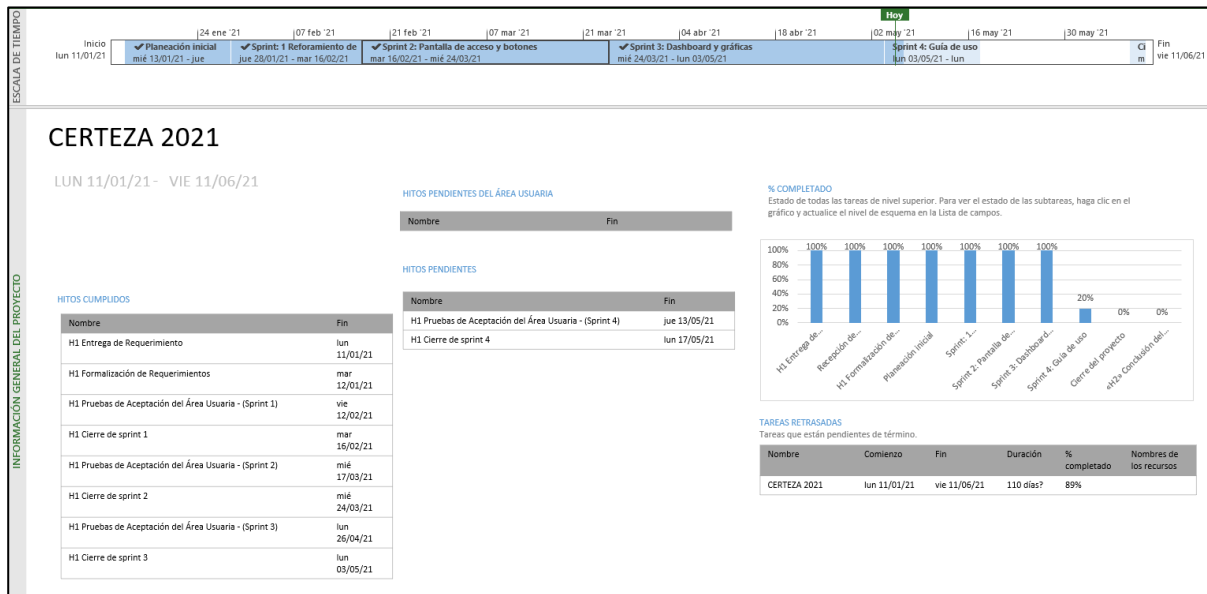 ESCALA DE TIEMPO
Hoy
24 ene '21
07 feb '21
21 feb '21
07 mar '21
21 mar '21
04 abr '21
18 abr '21
02 may '21
16 may '21
30 may '21
Inicio
lun 11/01/21
Planeación inicial
mié 13/01/21 - jue
Sprint: 1 Reforamiento de
jue 28/01/21 - mar 16/02/21
Sprint 2: Pantalla de acceso y botones
mar 16/02/21 - mié 24/03/21
Sprint 3: Dashboard y gráficas
mié 24/03/21 - lun 03/05/21
Sprint 4: Guía de uso
lun 03/05/21 - lun
Ci
m
Fin
vie 11/06/21
INFORMACIÓN GENERAL DEL PROYECTO
CERTEZA 2021
LUN 11/01/21 - VIE 11/06/21
HITOS CUMPLIDOS
Nombre Fin
H1 Entrega de Requerimiento lun
11/01/21
H1 Formalización de Requerimientos mar
12/01/21
H1 Pruebas de Aceptación del Área Usuaria - (Sprint 1) vie
12/02/21
H1 Cierre de sprint 1 mar
16/02/21
H1 Pruebas de Aceptación del Área Usuaria - (Sprint 2) mié
17/03/21
H1 Cierre de sprint 2 mié
24/03/21
H1 Pruebas de Aceptación del Área Usuaria - (Sprint 3) lun
26/04/21
H1 Cierre de sprint 3 lun
03/05/21
HITOS PENDIENTES DEL ÁREA USUARIA
Nombre Fin
HITOS PENDIENTES
Nombre Fin
H1 Pruebas de Aceptación del Área Usuaria - (Sprint 4) jue 13/05/21
H1 Cierre de sprint 4 lun 17/05/21
% COMPLETADO
Estado de todas las tareas de nivel superior. Para ver el estado de las subtareas, haga clic en el
gráfico y actualice el nivel de esquema en la Lista de campos.
100% 100% 100% 100% 100% 100% 100% 20% 0% 0%
100%
80%
60%
40%
20%
0%
H1 Entrega de...
Recepción de...
H1 Formalización de...
Planeación inicial
Sprint: 1...
Sprint 2: Pantalla de...
Sprint 3: Dashboard...
Sprint 4: Guía de uso
Cierre del proyecto
«H2» Conclusión del...
TAREAS RETRASADAS
Tareas que están pendientes de término.
Nombre Comienzo Fin Duración % Nombres de
completado los recursos
CERTEZA 2021 lun 11/01/21 vie 11/06/21 110 días? 89%